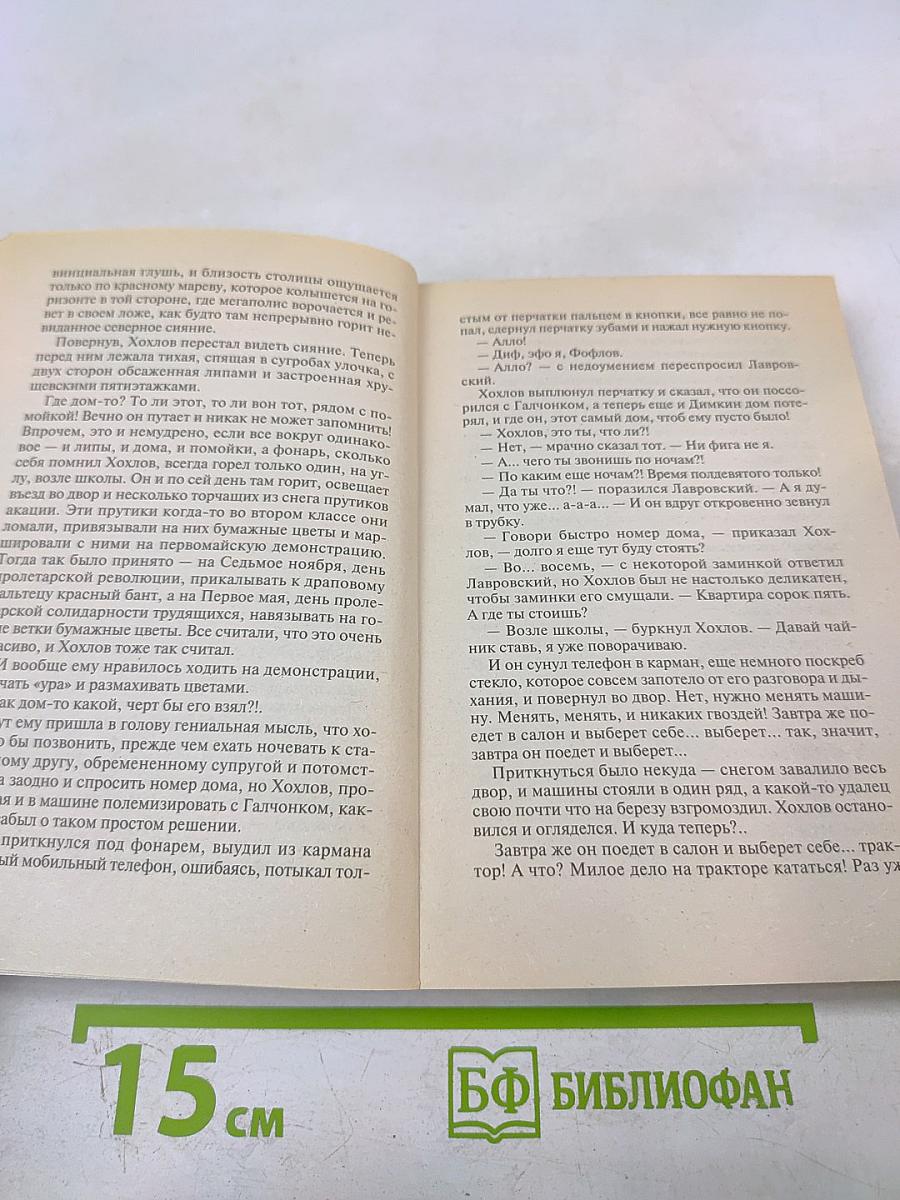 винциальная глушь, и близость столицы ощущается
только по красному мареву, которое колышется на го-
ризонте в той стороне, где мегаполис ворочается и ре-
вет в своем ложе, как будто там непрерывно горит не-
виданное северное сияние.
Повернув, Хохлов перестал видеть сияние. Теперь
перед ним лежала тихая, спящая в сугробах улочка, с
двух сторон обсаженная липами и застроенная хру-
щевскими пятиэтажками.
Где дом-то? То ли этот, то ли вон тот, рядом с по-
мойкой! Вечно он путает и никак не может запомнить!
Впрочем, это и немудрено, если все вокруг одинако-
вое — и липы, и дома, и помойки, а фонарь, сколько
себя помнил Хохлов, всегда горел только один, на уг-
лу, возле школы. Он и по сей день там горит, освещает
въезд во двор и несколько торчащих из снега прутиков
акации. Эти прутики когда-то во втором классе они
ломали, привязывали на них бумажные цветы и мар-
шировали с ними на первомайскую демонстрацию.
Тогда так было принято — на Седьмое ноября, день
пролетарской революции, прикалывать к драповому
альтецу красный бант, а на Первое мая, день проле-
арской солидарности трудящихся, навязывать на го-
е ветки бумажные цветы. Все считали, что это очень
асиво, и Хохлов тоже так считал.
И вообще ему нравилось ходить на демонстрации,
чать «ура» и размахивать цветами.
ак дом-то какой, черт бы его взял?!.
ут ему пришла в голову гениальная мысль, что хо-
о бы позвонить, прежде чем ехать ночевать к ста-
ому другу, обремененному супругой и потомст-
а заодно и спросить номер дома, но Хохлов, про-
ая и в машине полемизировать с Галчонком, как-
абыл о таком простом решении.
приткнулся под фонарем, выудил из кармана
ый мобильный телефон, ошибаясь, потыкал тол-
стым от перчатки пальцем в кнопки, все равно не по-
пал, сдернул перчатку зубами и нажал нужную кнопку.
— Алло!
— Диф, эфо я, Фофлов.
— Алло? — с недоумением переспросил Лавров-
ский.
Хохлов выплюнул перчатку и сказал, что он поссо-
рился с Галчонком, а теперь еще и Димкин дом поте-
рял, и где он, этот самый дом, чтоб ему пусто было!
— Хохлов, это ты, что ли?!
— Нет, — мрачно сказал тот. — Ни фига не я.
— А... чего ты звонишь по ночам?!
— По каким еще ночам?! Время полдевятого только!
— Да ты что?! — поразился Лавровский. — А я ду-
мал, что уже... а-а-а... — И он вдруг откровенно зевнул
в трубку.
— Говори быстро номер дома, — приказал Хох-
лов, — долго я еще тут буду стоять?
— Во... восемь, — с некоторой заминкой ответил
Лавровский, но Хохлов был не настолько деликатен,
чтобы заминки его смущали. — Квартира сорок пять.
А где ты стоишь?
— Возле школы, — буркнул Хохлов. — Давай чай-
ник ставь, я уже поворачиваю.
И он сунул телефон в карман, еще немного поскреб
стекло, которое совсем запотело от его разговора и ды-
хания, и повернул во двор. Нет, нужно менять маши-
ну. Менять, менять, и никаких гвоздей! Завтра же по-
едет в салон и выберет себе... выберет... так, значит,
завтра он поедет и выберет...
Приткнуться было некуда — снегом завалило весь
двор, и машины стояли в один ряд, а какой-то удалец
свою почти что на березу взгромоздил. Хохлов остано-
вился и огляделся. И куда теперь?..
Завтра же он поедет в салон и выберет себе... трак-
тор! А что? Милое дело на тракторе кататься! Раз уж
15 см
БФ БИБЛИОФАН